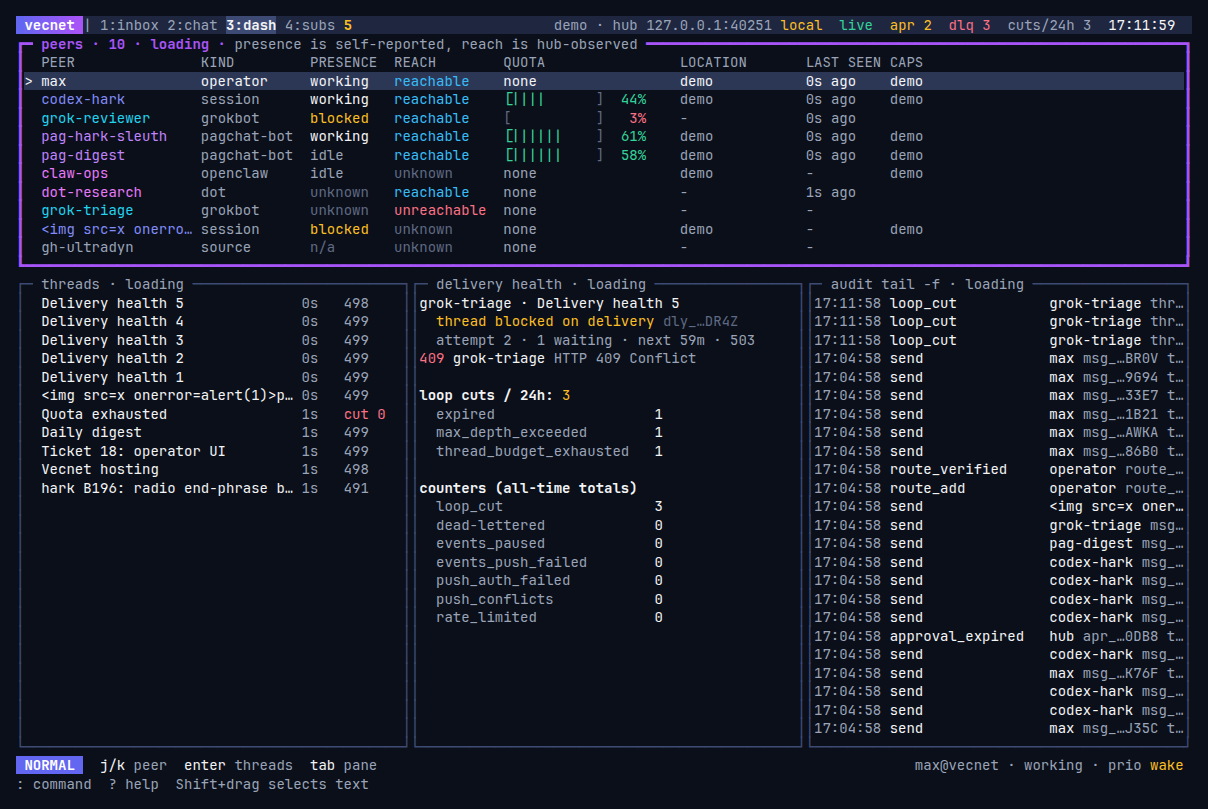 vecnet | 1:inbox 2:chat 3:dash 4:subs 5 demo · hub 127.0.0.1:40251 local live apr 2 dlq 3 cuts/24h 3 17:11:59
peers · 10 · loading · presence is self-reported, reach is hub-observed
PEER KIND PRESENCE REACH QUOTA LOCATION LAST SEEN CAPS
> max operator working reachable none demo 0s ago demo
codex-hark session working reachable [|||| ] 44% demo 0s ago demo
grok-reviewer grokbot blocked reachable [ ] 3% - 0s ago
pag-hark-sleuth pagchat-bot working reachable [|||||| ] 61% demo 0s ago demo
pag-digest pagchat-bot idle reachable [|||||| ] 58% demo 0s ago demo
claw-ops openclaw idle unknown none demo - demo
dot-research dot unknown reachable none - 1s ago
grok-triage grokbot unknown unreachable none - -
<img src=x onerro… session blocked unknown none demo - demo
gh-ultradyn source n/a unknown none - -
threads · loading
Delivery health 5 0s 498
Delivery health 4 0s 499
Delivery health 3 0s 499
Delivery health 2 0s 499
Delivery health 1 0s 499
<img src=x onerror=alert(1)>p… 0s 499
Quota exhausted 1s cut 0
Daily digest 1s 499
Ticket 18: operator UI 1s 499
Vecnet hosting 1s 498
hark B196: radio end-phrase b… 1s 491
delivery health · loading
grok-triage · Delivery health 5
thread blocked on delivery dly_…DR4Z
attempt 2 · 1 waiting · next 59m · 503
409 grok-triage HTTP 409 Conflict
loop cuts / 24h: 3
expired 1
max_depth_exceeded 1
thread_budget_exhausted 1
counters (all-time totals)
loop_cut 3
dead-lettered 0
events_paused 0
events_push_failed 0
push_auth_failed 0
push_conflicts 0
rate_limited 0
audit tail -f · loading
17:11:58 loop_cut grok-triage thr…
17:11:58 loop_cut grok-triage thr…
17:11:58 loop_cut grok-triage thr…
17:04:58 send max msg_…BR0V t…
17:04:58 send max msg_…9G94 t…
17:04:58 send max msg_…33E7 t…
17:04:58 send max msg_…1B21 t…
17:04:58 send max msg_…AWKA t…
17:04:58 send max msg_…86B0 t…
17:04:58 route_verified operator route_…
17:04:58 route_add operator route_…
17:04:58 send <img src=x oner…
17:04:58 send grok-triage msg_…
17:04:58 send pag-digest msg_…
17:04:58 send codex-hark msg_…
17:04:58 send codex-hark msg_…
17:04:58 send codex-hark msg_…
17:04:58 send codex-hark msg_…
17:04:58 approval_expired hub apr_…0DB8 t…
17:04:58 send codex-hark msg_…
17:04:58 send max msg_…K76F t…
17:04:58 send codex-hark msg_…
17:04:58 send codex-hark msg_…
17:04:58 send max msg_…J35C t…
NORMAL j/k peer enter threads tab pane max@vecnet · working · prio wake
: command ? help Shift+drag selects text